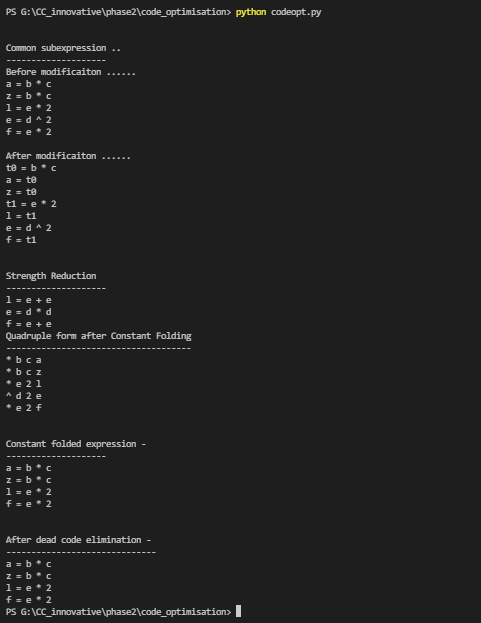 PS G:\CC_innovative\phase2\code_optimisation> python codeopt.py
Common subexpression ..
--------------------
Before modificaiton ......
a = b * c
z = b * c
l = e * 2
e = d ^ 2
f = e * 2
After modificaiton ......
t0 = b * c
a = t0
z = t0
t1 = e * 2
l = t1
e = d ^ 2
f = t1
Strength Reduction
--------------------
l = e + e
e = d * d
f = e + e
Quadruple form after Constant Folding
-------------------------------------
* b c a
* b c z
* e 2 l
^ d 2 e
* e 2 f
Constant folded expression -
--------------------
a = b * c
z = b * c
l = e * 2
f = e * 2
After dead code elimination -
------------------------------
a = b * c
z = b * c
l = e * 2
f = e * 2
PS G:\CC_innovative\phase2\code_optimisation>